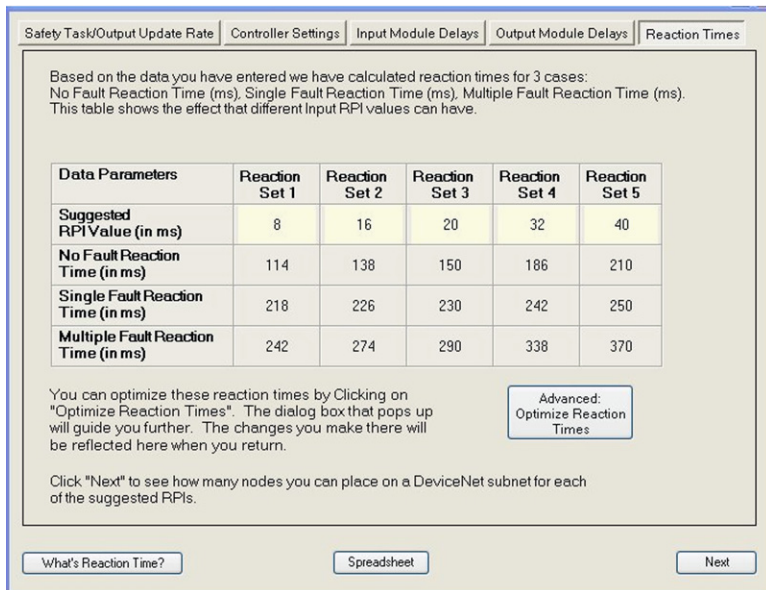 Safety Task/Output Update Rate Controller Settings Input Module Delays Output Module Delays Reaction Times
Based on the data you have entered we have calculated reaction times for 3 cases:
No Fault Reaction Time (ms), Single Fault Reaction Time (ms), Multiple Fault Reaction Time (ms).
This table shows the effect that different Input RPI values can have.
Data Parameters Reaction Set 1 Reaction Set 2 Reaction Set 3 Reaction Set 4 Reaction Set 5
Suggested RPI Value (in ms) 8 16 20 32 40
No Fault Reaction Time (in ms) 114 138 150 186 210
Single Fault Reaction Time (in ms) 218 226 230 242 250
Multiple Fault Reaction Time (in ms) 242 274 290 338 370
You can optimize these reaction times by Clicking on
"Optimize Reaction Times". The dialog box that pops up
will guide you further. The changes you make there will
be reflected here when you return.
Advanced:
Optimize Reaction
Times
Click "Next" to see how many nodes you can place on a DeviceNet subnet for each
of the suggested RPIs.
What's Reaction Time? Spreadsheet Next